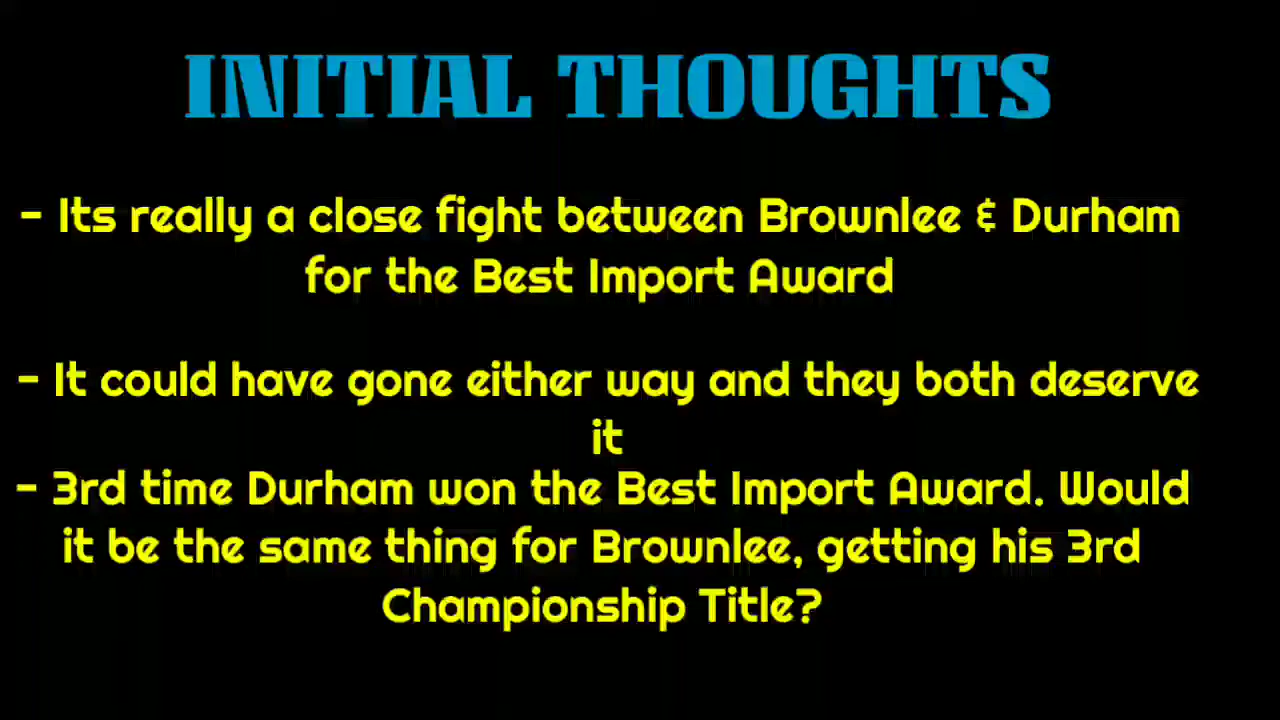 INITIAL THOUGHTS
- Its really a close fight between Brownlee & Durham
for the Best Import Award
- It could have gone either way and they both deserve
it
- 3rd time Durham won the Best Import Award. Would
it be the same thing for Brownlee, getting his 3rd
Championship Title?